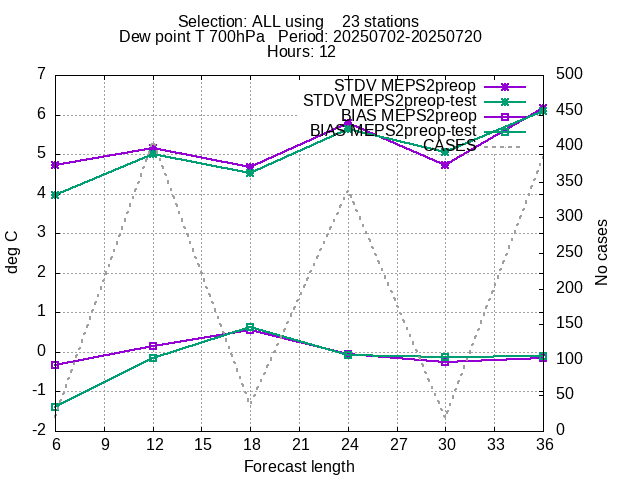 Selection: ALL using    23 stations
Dew point T 700hPa   Period: 20250702-20250720
Hours: 12
STDV MEPS2preop
STDV MEPS2preop-test
BIAS MEPS2preop
BIAS MEPS2preop-test
CASES
deg C
7
6
5
4
3
2
1
0
-1
-2
500
450
400
350
300
250
200
150
100
50
0
No cases
6 9 12 15 18 21 24 27 30 33 36
Forecast length